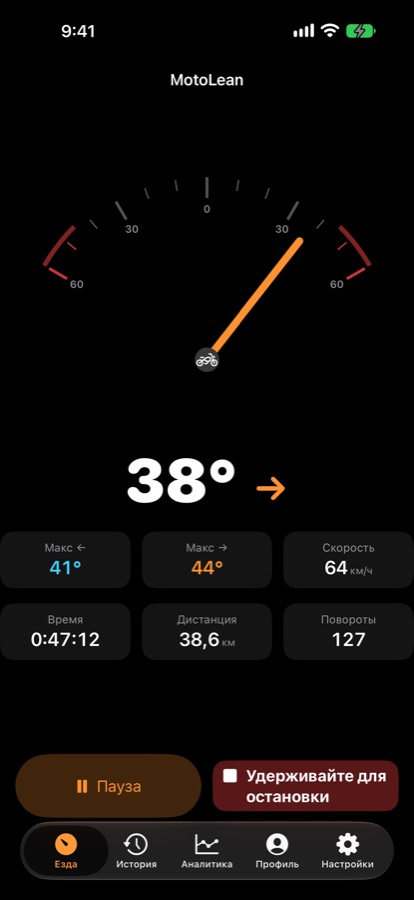 9:41
MotoLean
0
30 30
60 60
38° →
Макс ← Макс → Скорость
41° 44° 64 км/ч
Время Дистанция Повороты
0:47:12 38,6 км 127
Пауза
Удерживайте для
остановки
Езда История Аналитика Профиль Настройки